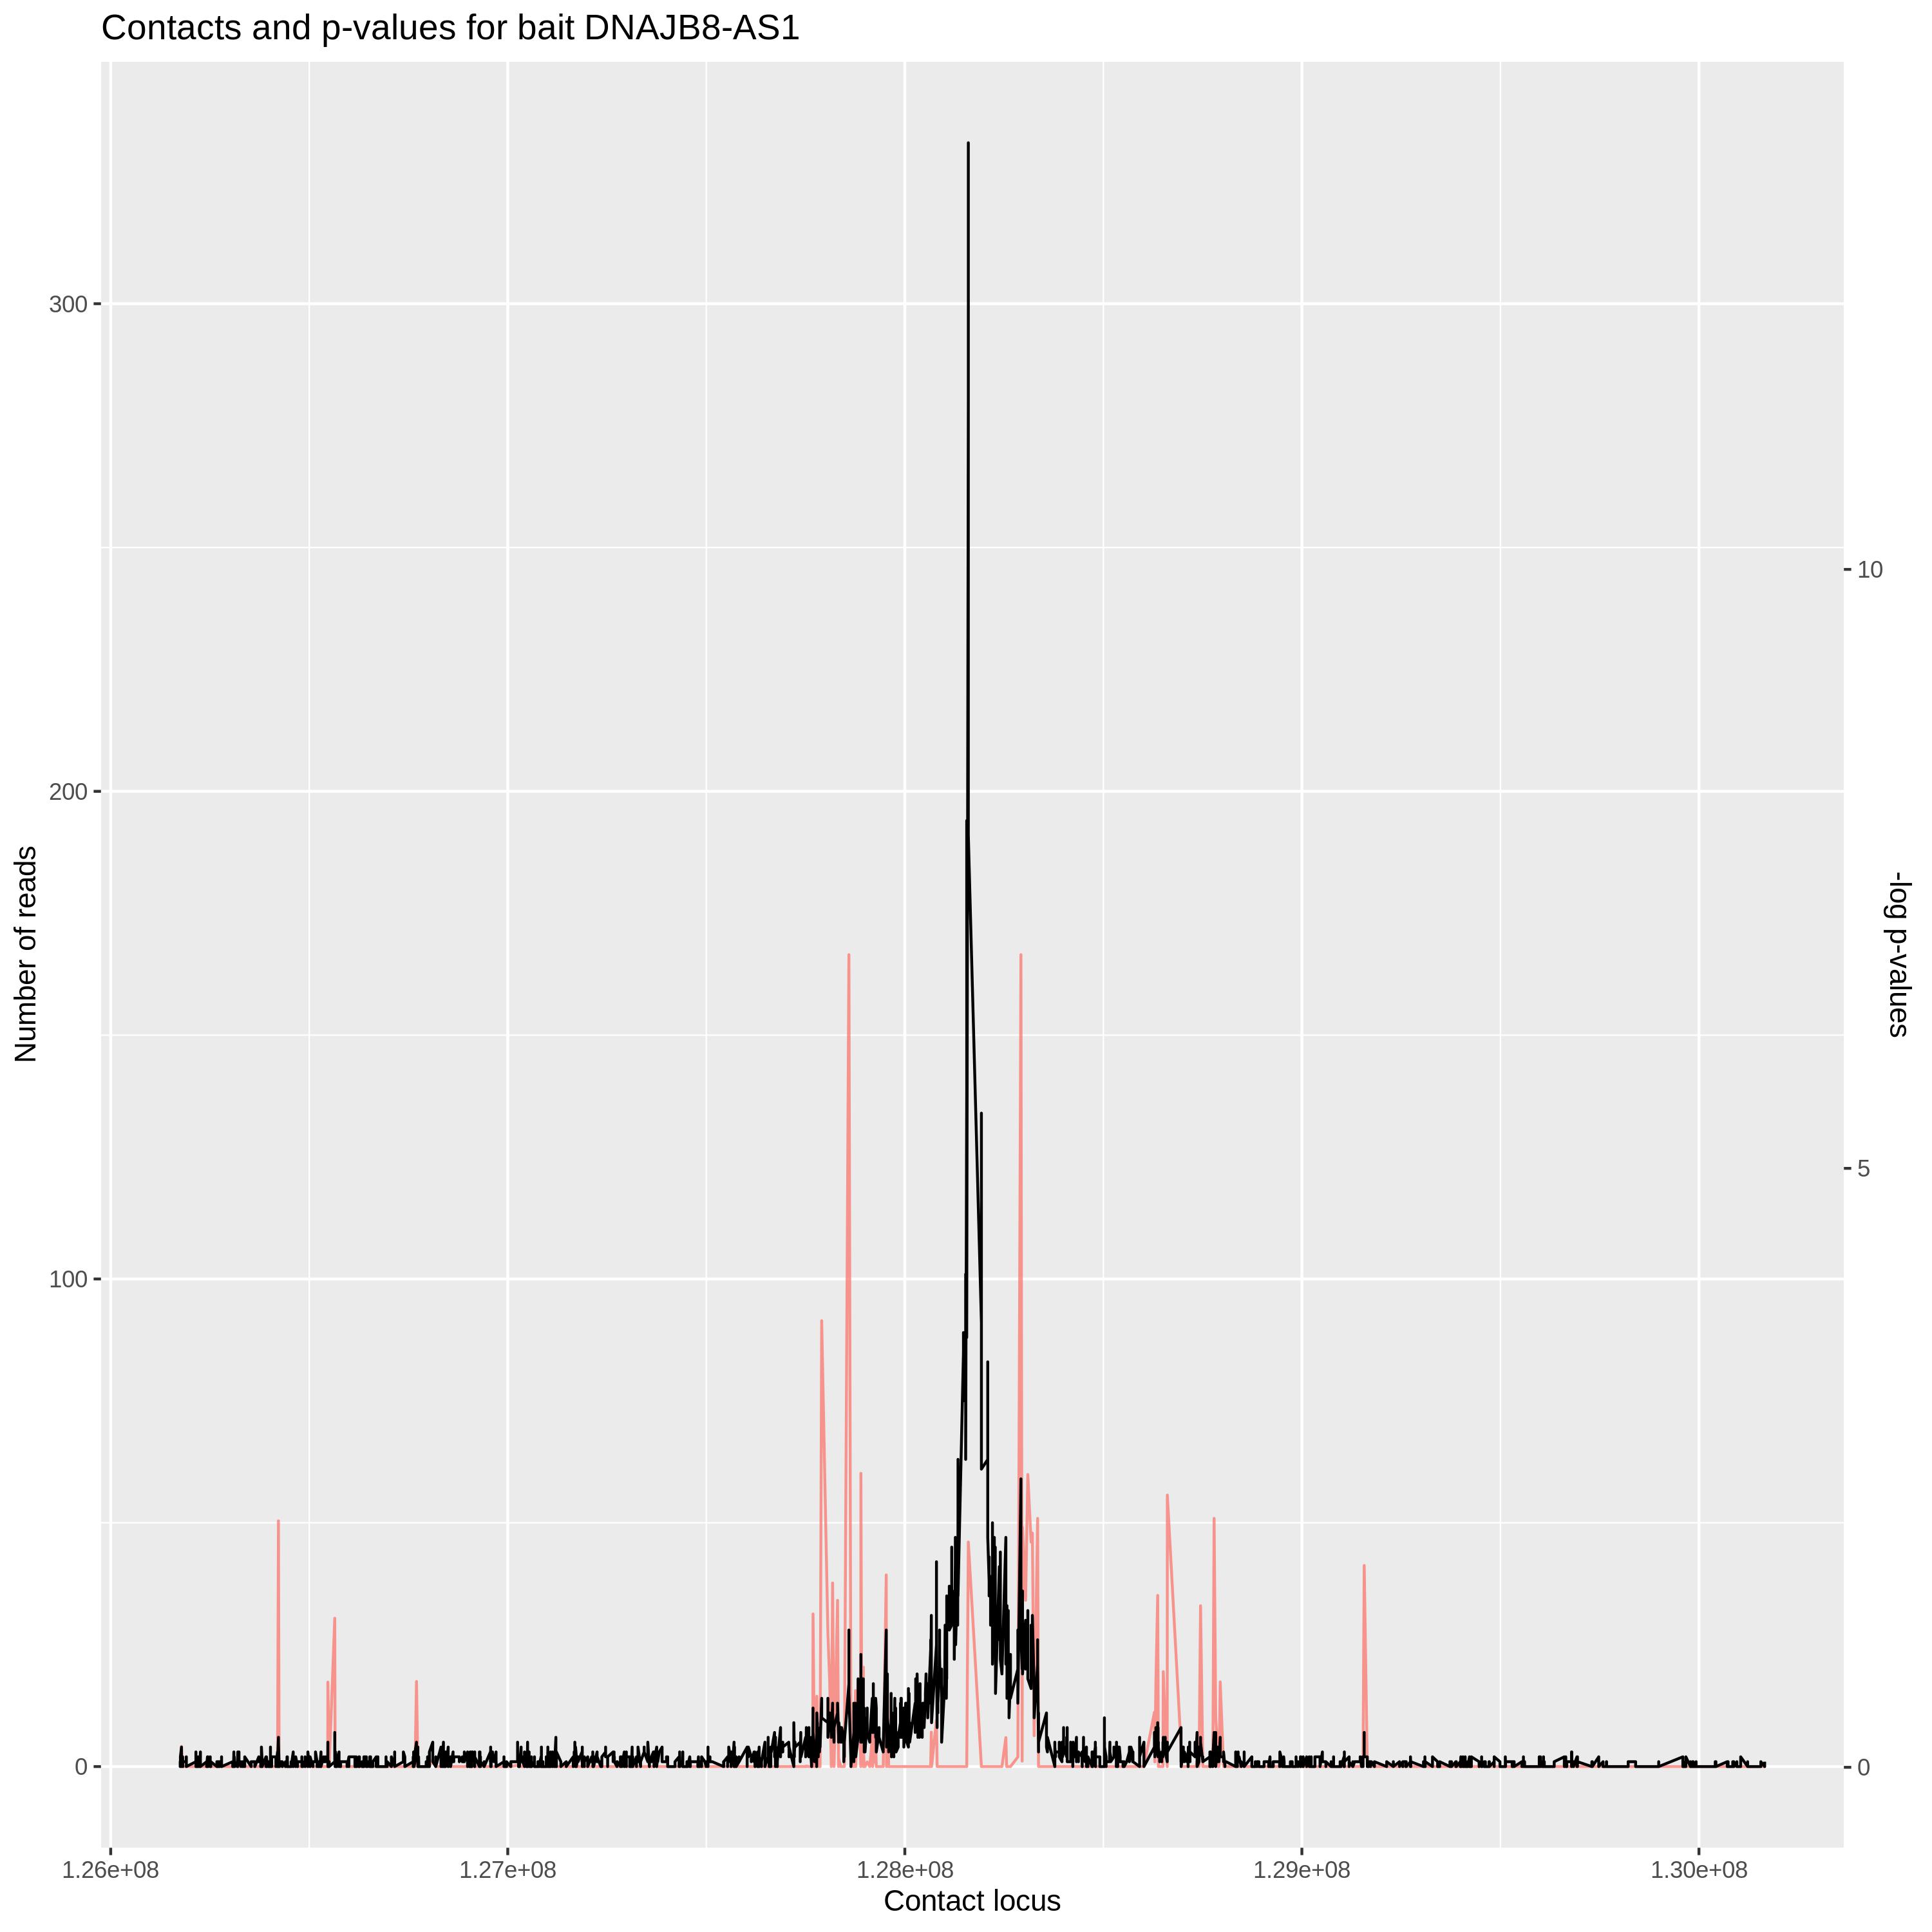 Contacts and p-values for bait DNAJB8-AS1
300
200
100
0
Number of reads
10
5
0
-log p-values
1.26e+08 1.27e+08 1.28e+08 1.29e+08 1.30e+08
Contact locus